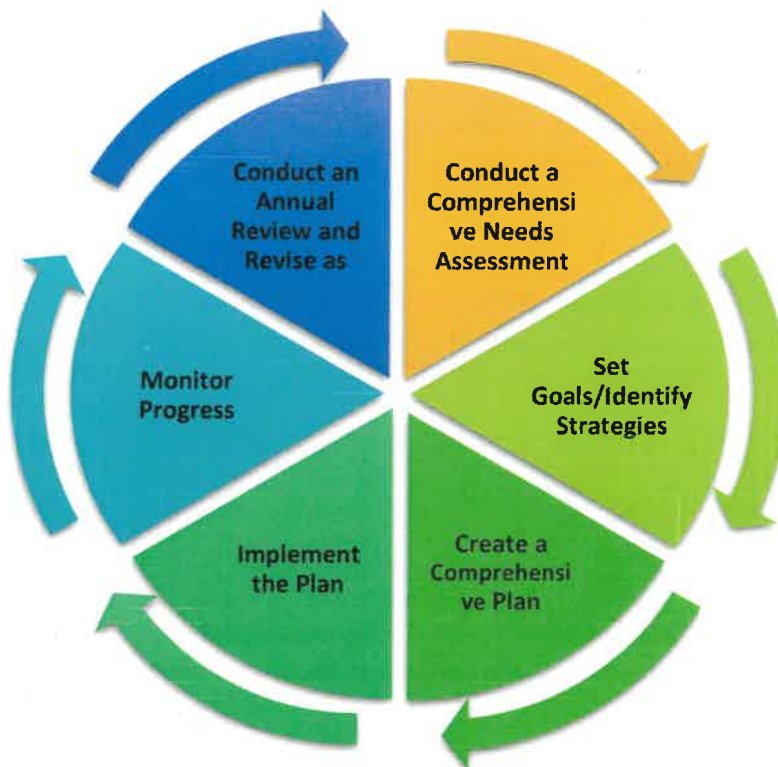 Conduct a
Comprehensi
ve Needs
Assessment
Set
Goals/Identify
Strategies
Create a
Comprehensi
ve Plan
Implement
the Plan
Monitor
Progress
Conduct an
Annual
Review and
Revise as